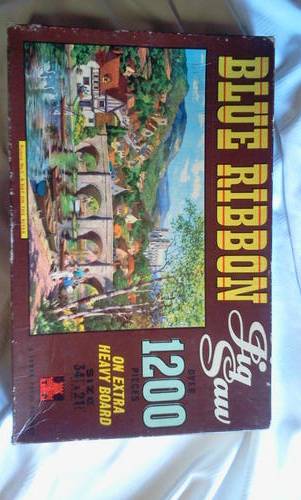 BLUE RIBBON
Jig
Saw
OVER
1200
PIECES
ON EXTRA
HEAVY BOARD
SIZE
34" x 21"